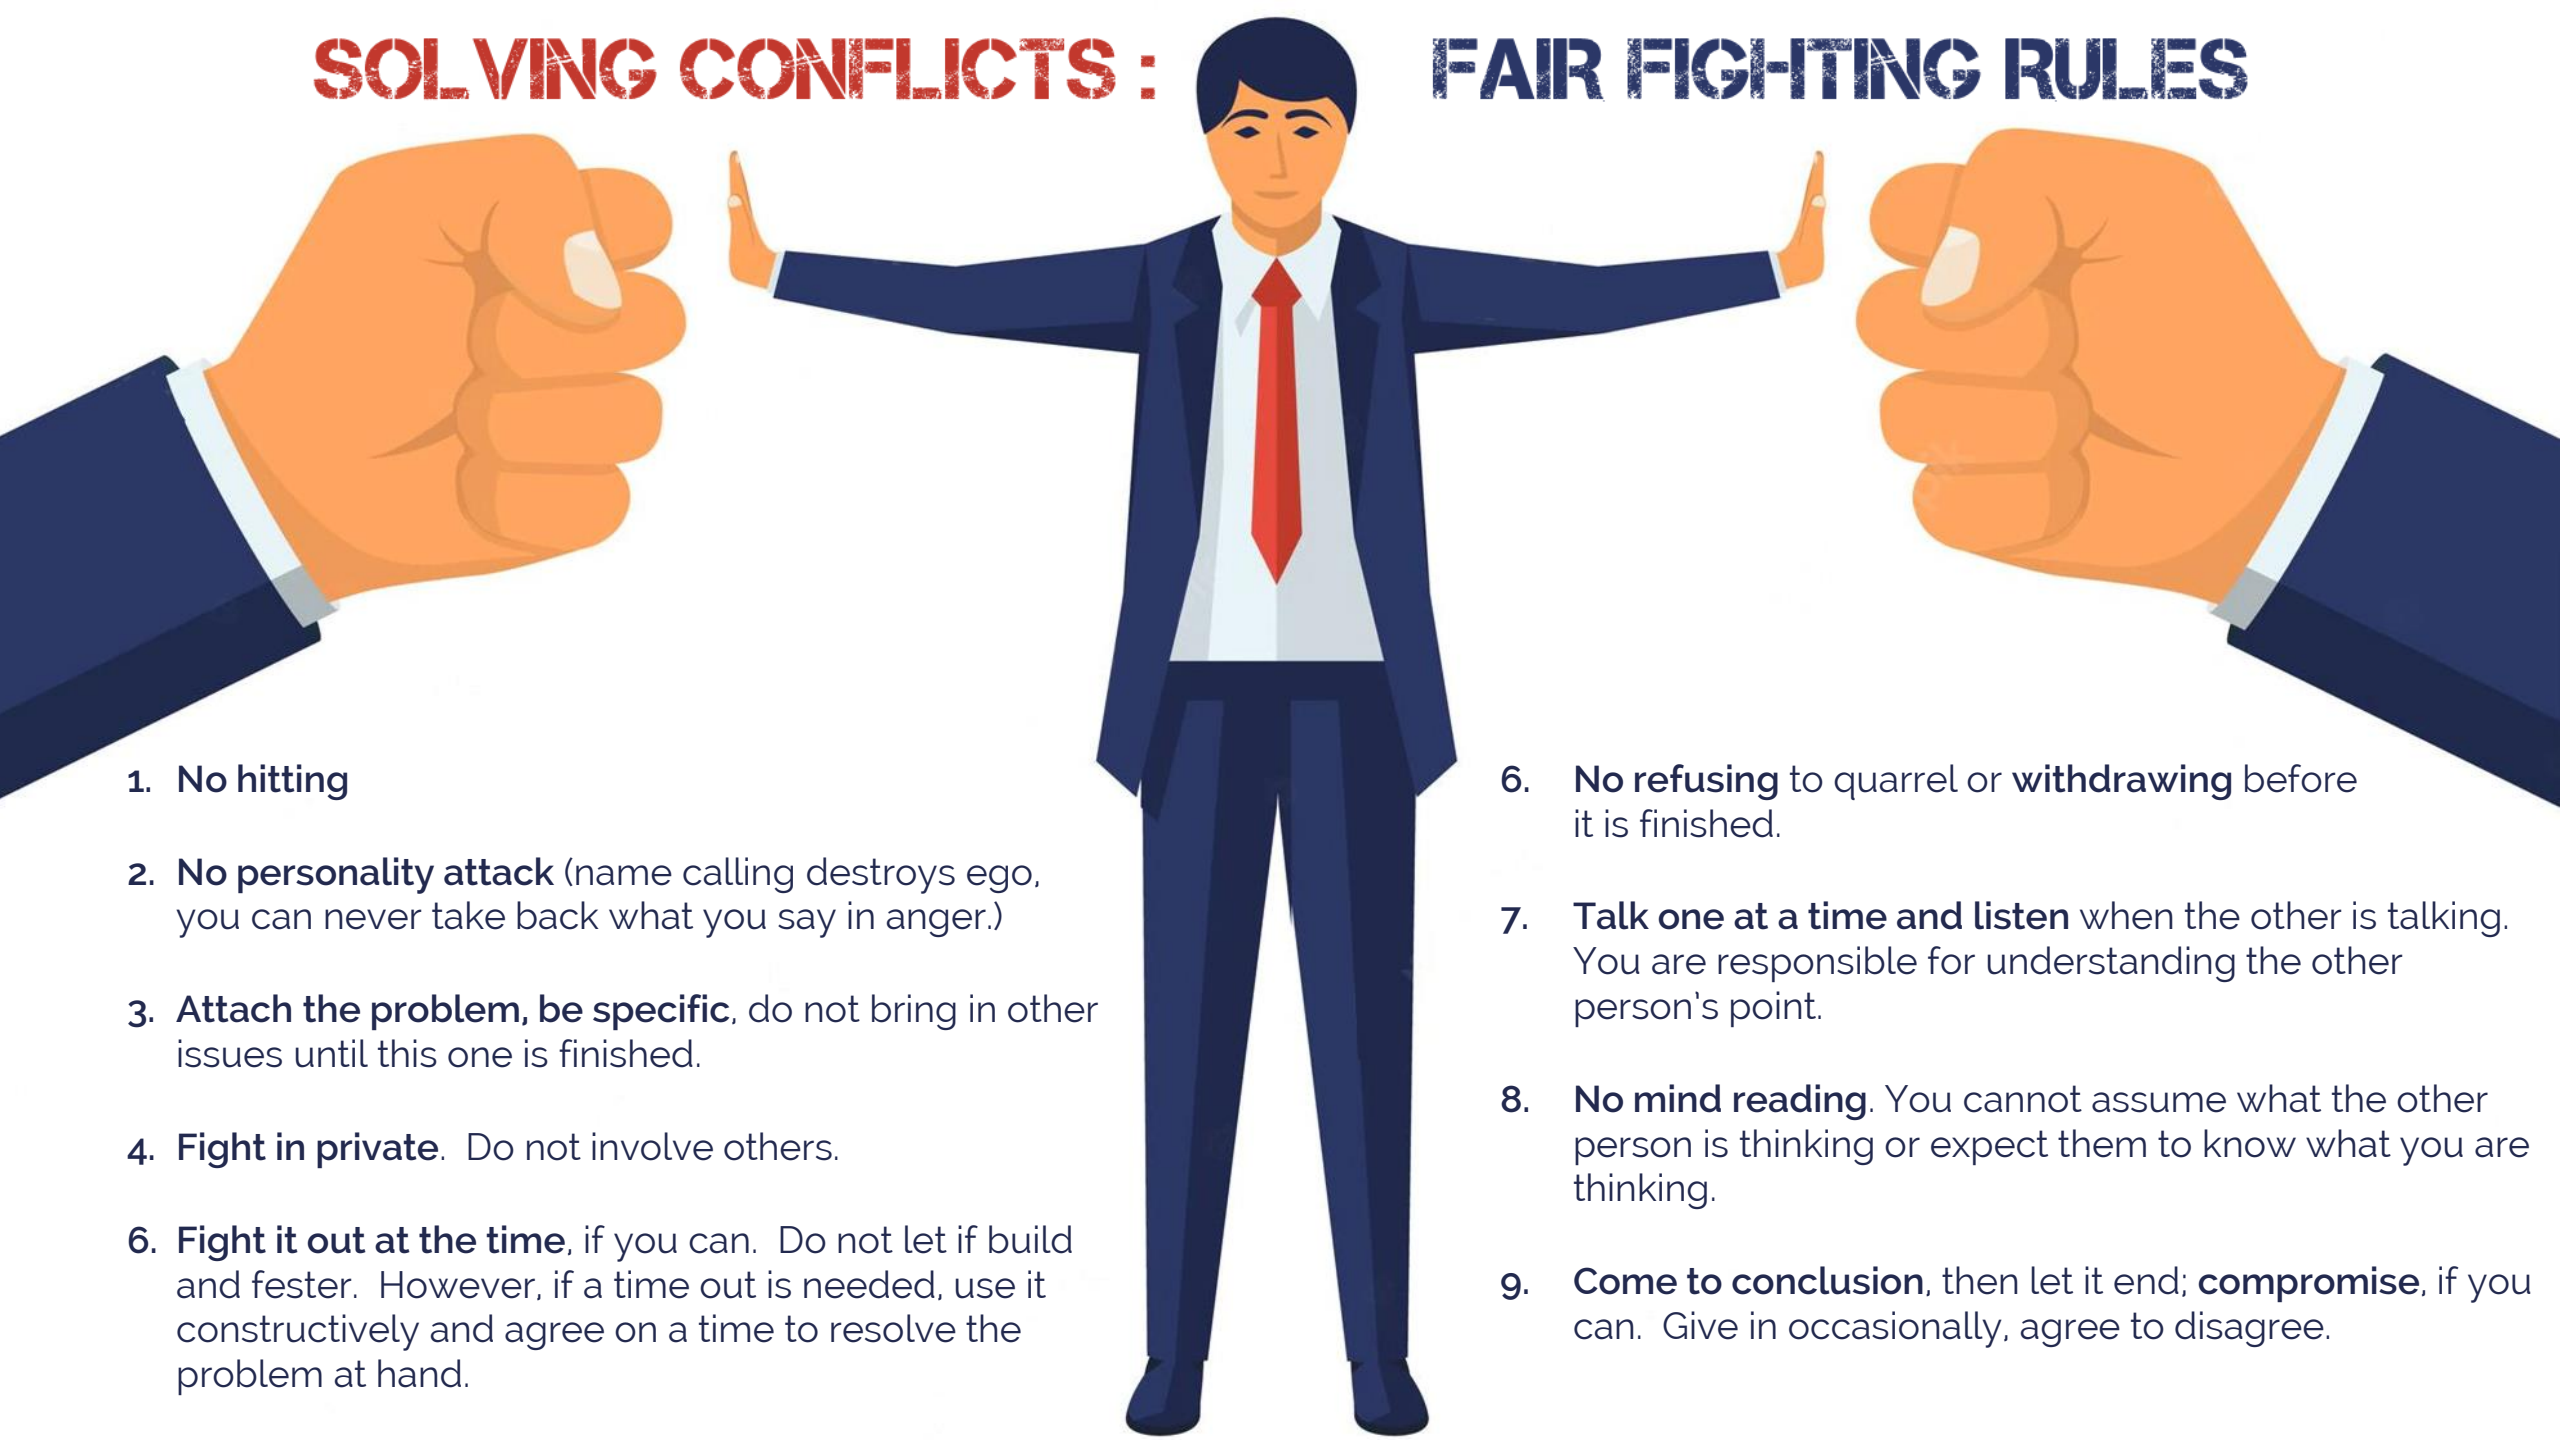 SOLVING CONFLICTS : FAIR FIGHTING RULES
1. No hitting
2. No personality attack (name calling destroys ego,
you can never take back what you say in anger.)
3. Attach the problem, be specific, do not bring in other
issues until this one is finished.
4. Fight in private.  Do not involve others.
6. Fight it out at the time, if you can.  Do not let if build
and fester.  However, if a time out is needed, use it
constructively and agree on a time to resolve the
problem at hand.
6. No refusing to quarrel or withdrawing before
it is finished.
7. Talk one at a time and listen when the other is talking.
You are responsible for understanding the other
person's point.
8. No mind reading. You cannot assume what the other
person is thinking or expect them to know what you are
thinking.
9. Come to conclusion, then let it end; compromise, if you
can.  Give in occasionally, agree to disagree.